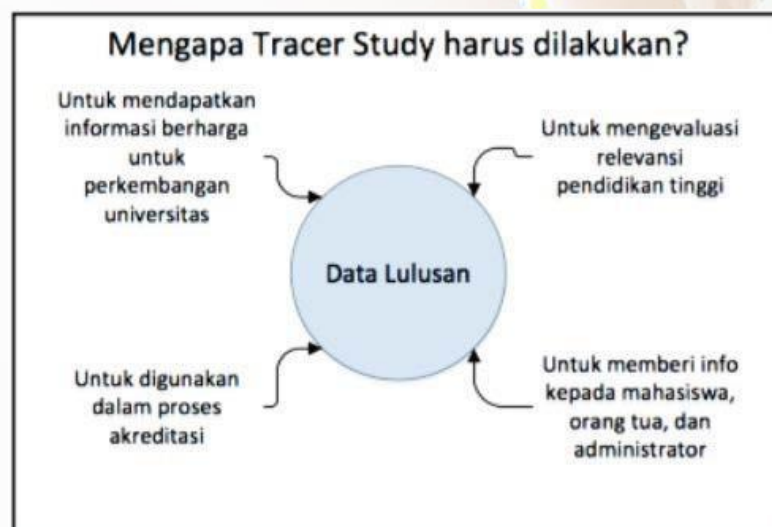 Mengapa Tracer Study harus dilakukan?
Untuk mendapatkan
informasi berharga
untuk
perkembangan
universitas
Untuk mengevaluasi
relevansi
pendidikan tinggi
Data Lulusan
Untuk digunakan
dalam proses
akreditasi
Untuk memberi info
kepada mahasiswa,
orang tua, dan
administrator